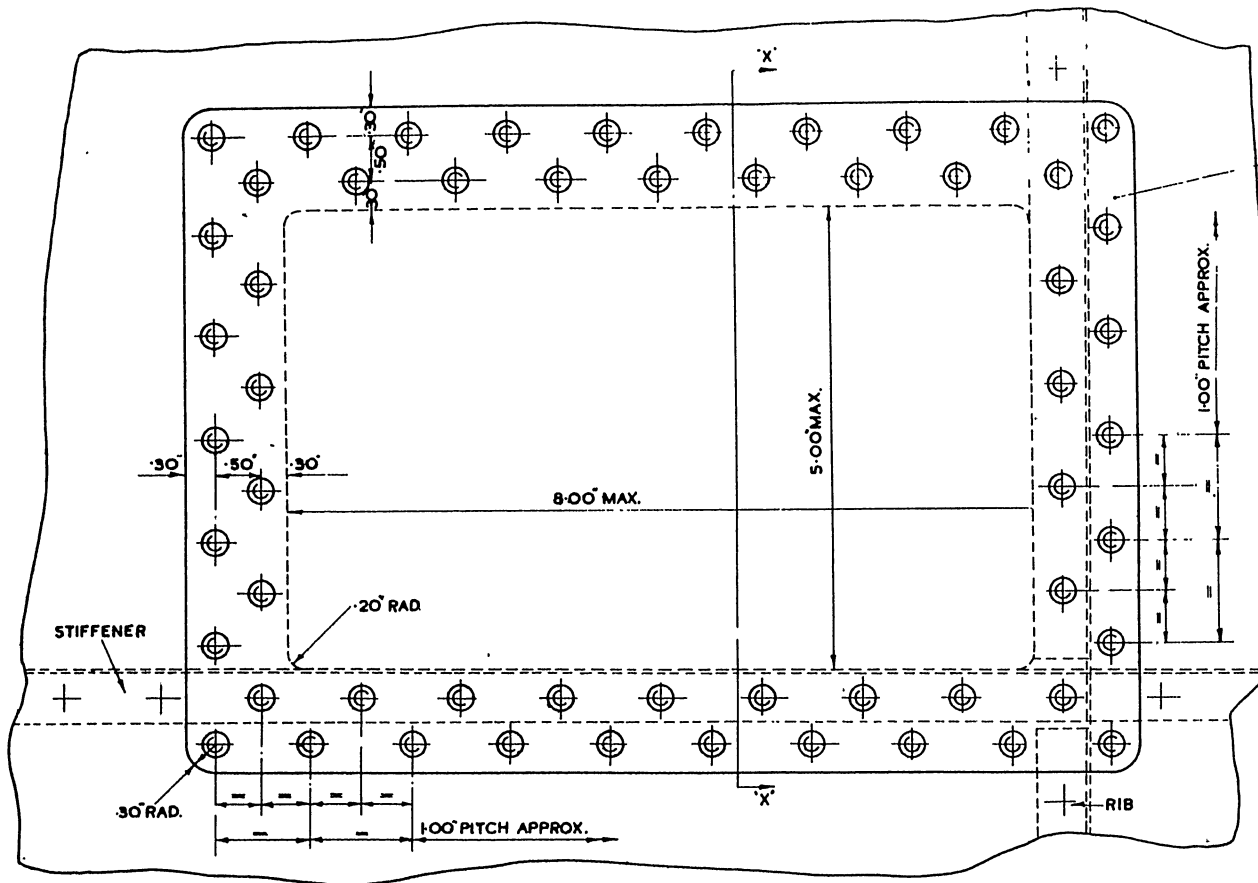 'X'
.30"
.50
.30
1·00" PITCH APPROX.
5·00" MAX.
.30"
.50"
.30"
8·00" MAX.
=
=
=
=
=
=
.20" RAD.
STIFFENER
.30" RAD.
= = = =
= =
1·00" PITCH APPROX.
'X'
RIB